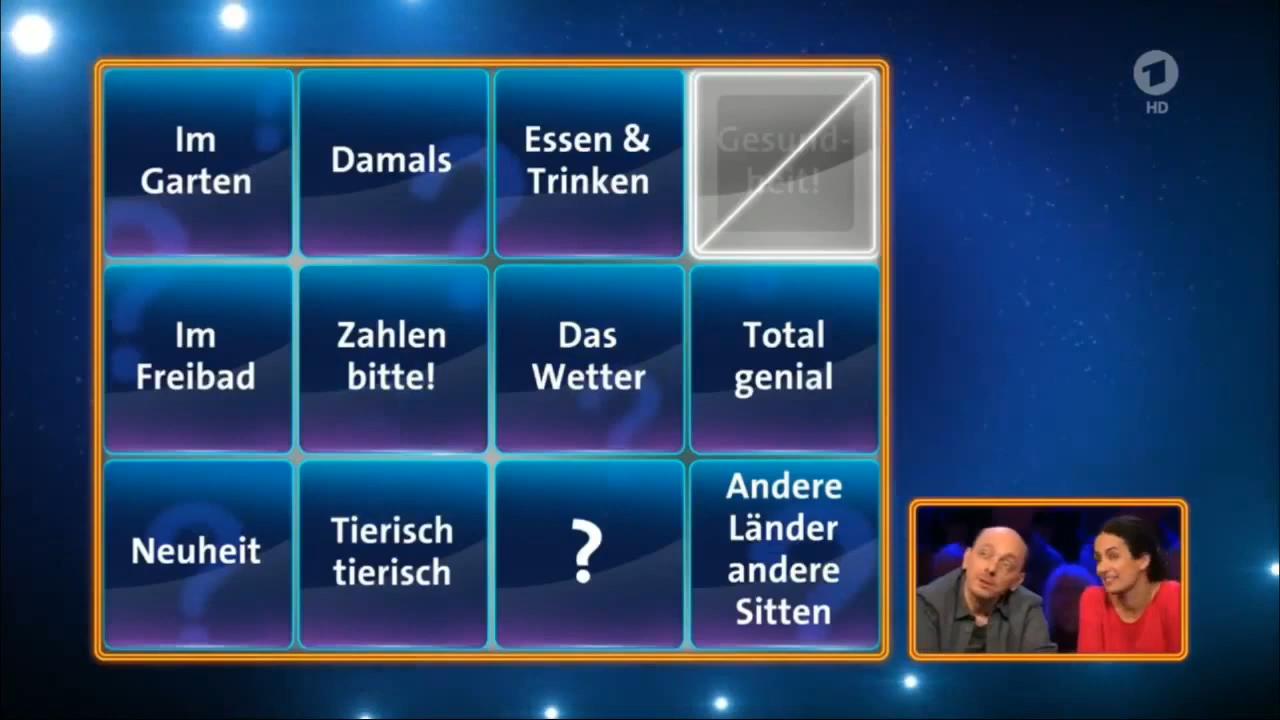 Im
Garten
Damals
Essen &
Trinken
Gesund-
heit!
Im
Freibad
Zahlen
bitte!
Das
Wetter
Total
genial
Neuheit
Tierisch
tierisch
?
Andere
Länder
andere
Sitten
1
HD